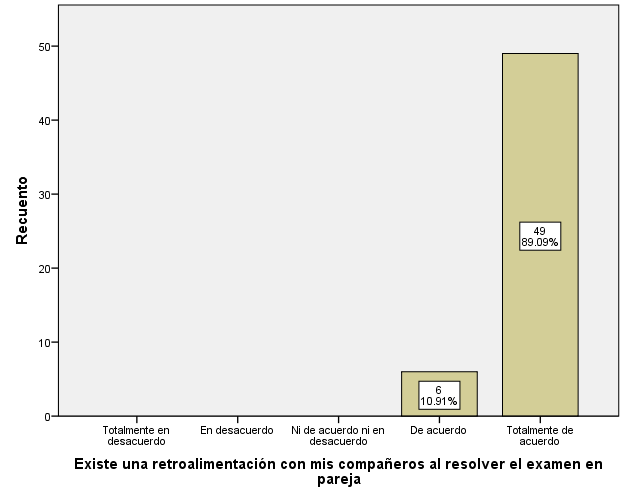 Recuento
50
40
30
20
10
0
49
89.09%
6
10.91%
Totalmente en
desacuerdo
En desacuerdo
Ni de acuerdo ni en
desacuerdo
De acuerdo
Totalmente de
acuerdo
Existe una retroalimentación con mis compañeros al resolver el examen en
pareja